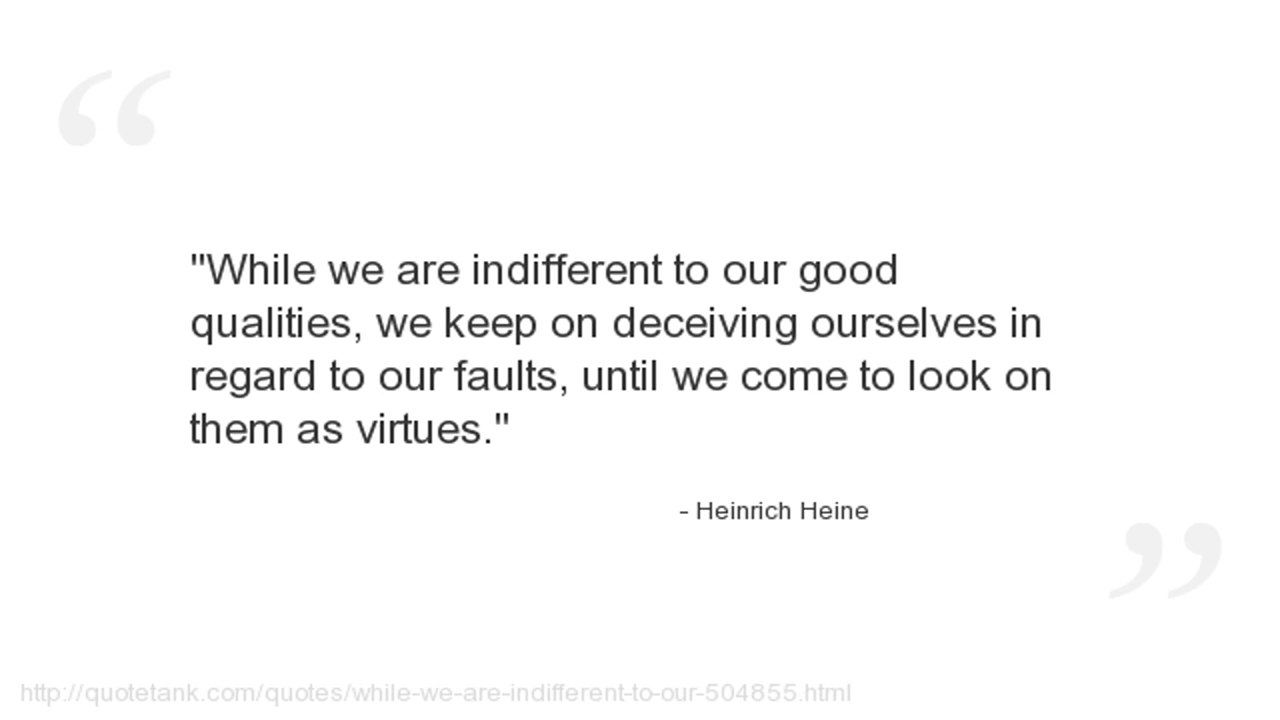 "While we are indifferent to our good
qualities, we keep on deceiving ourselves in
regard to our faults, until we come to look on
them as virtues."
- Heinrich Heine
http://quotetank.com/quotes/while-we-are-indifferent-to-our-504855.html